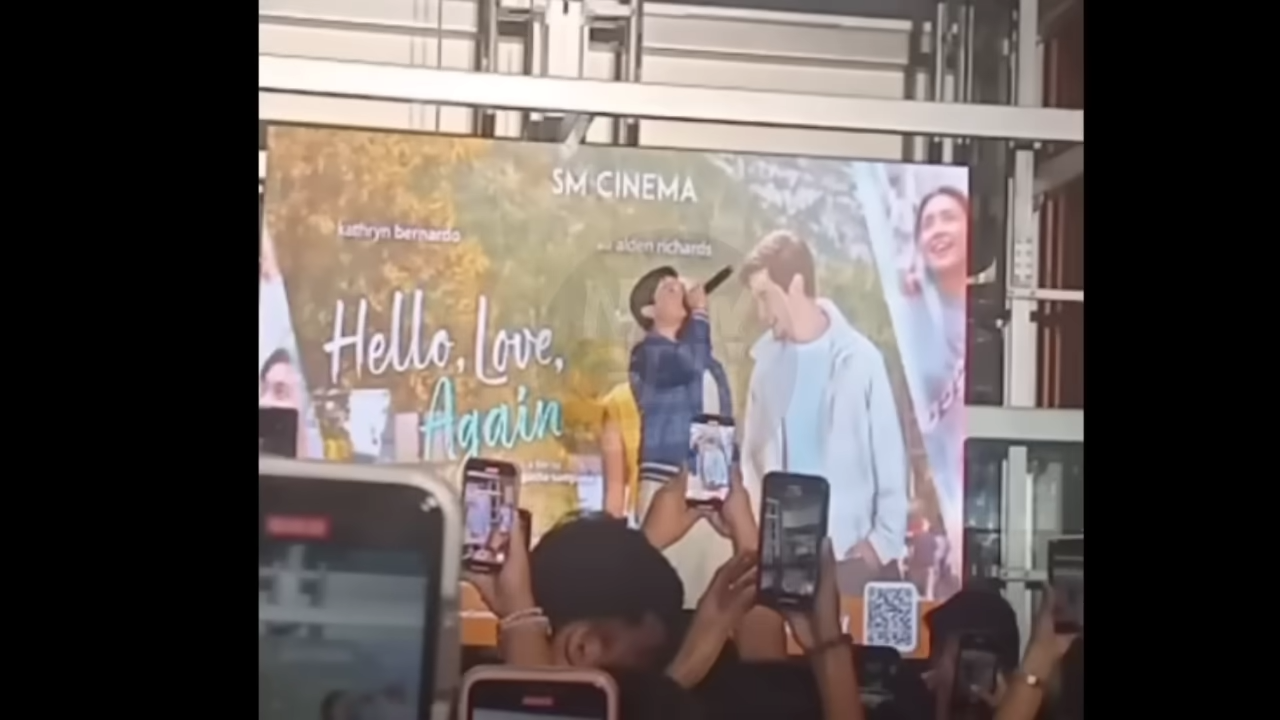 SM CINEMA
kathryn bernardo
alden richards
Hello, Love,
Again